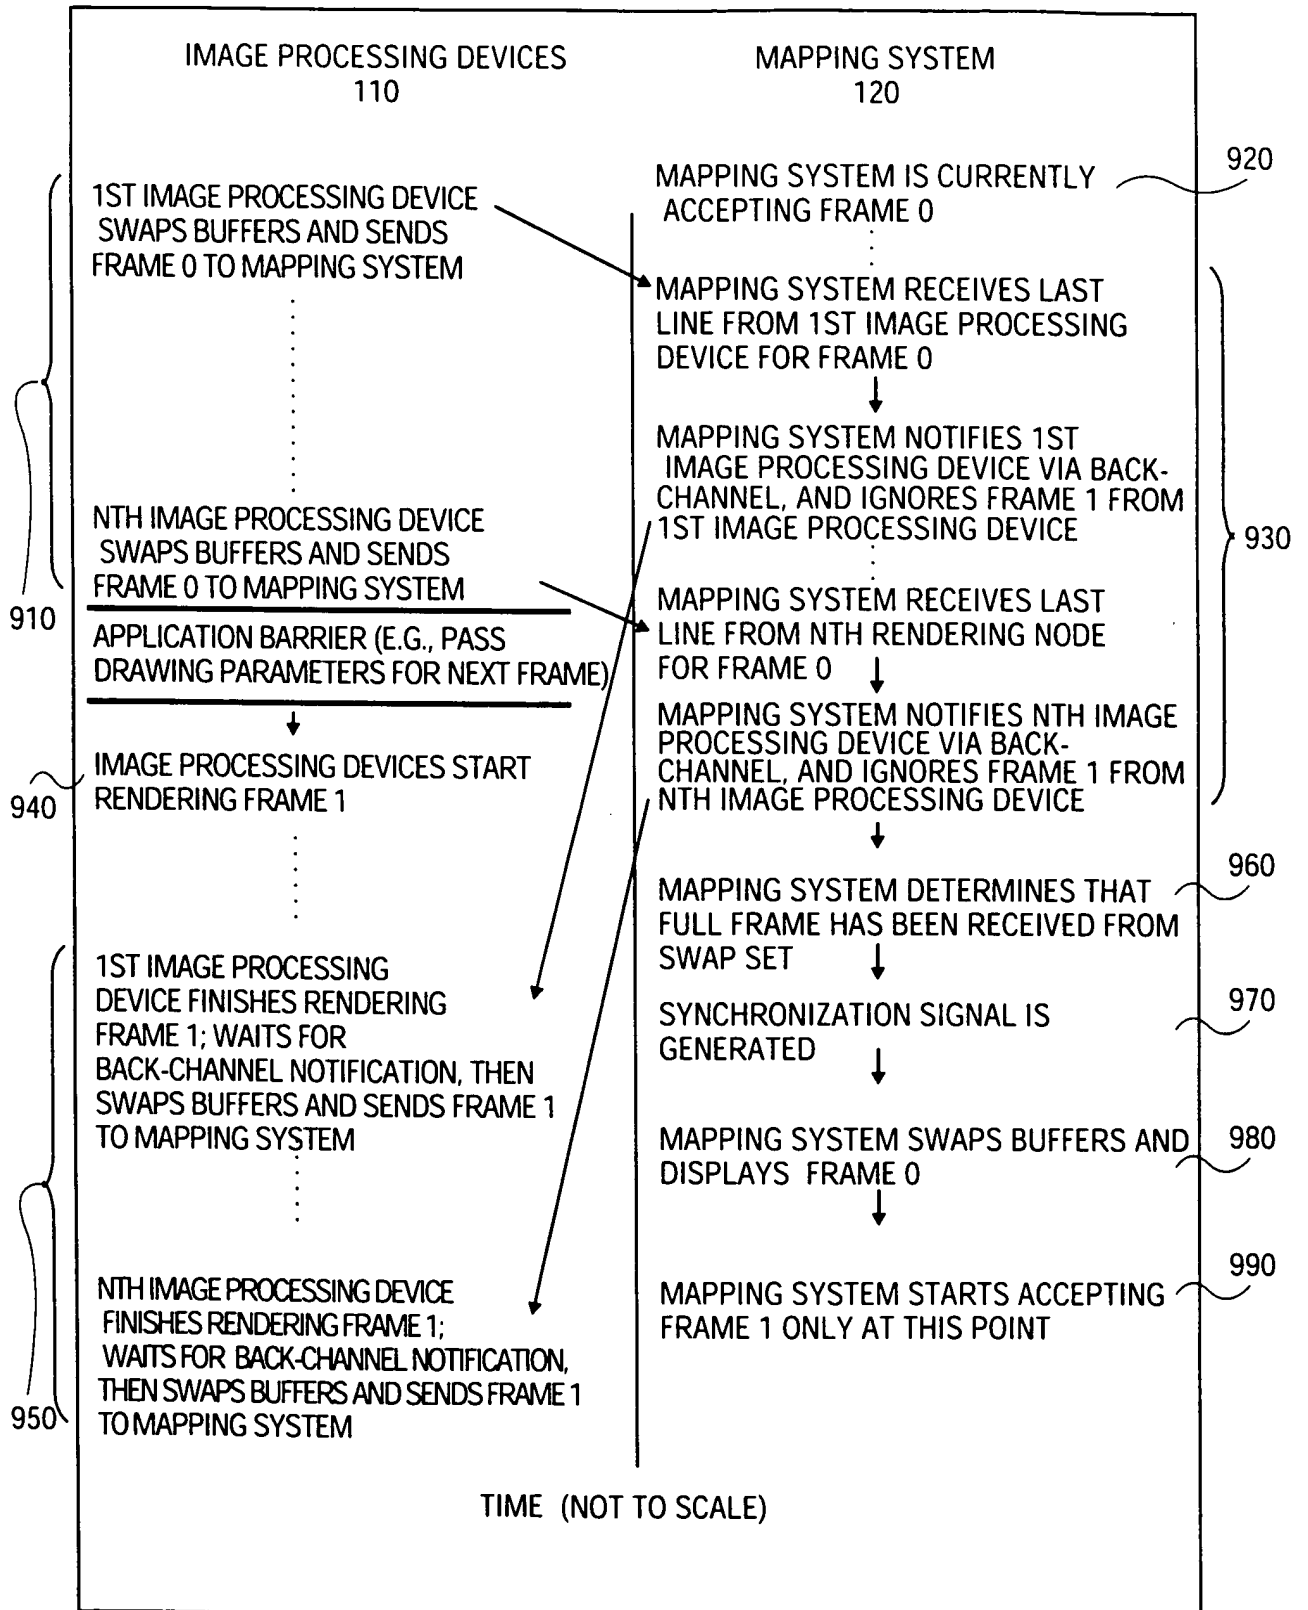 IMAGE PROCESSING DEVICES
110
MAPPING SYSTEM
120
1ST IMAGE PROCESSING DEVICE
SWAPS BUFFERS AND SENDS
FRAME 0 TO MAPPING SYSTEM
NTH IMAGE PROCESSING DEVICE
SWAPS BUFFERS AND SENDS
FRAME 0 TO MAPPING SYSTEM
910
APPLICATION BARRIER (E.G., PASS
DRAWING PARAMETERS FOR NEXT FRAME)
IMAGE PROCESSING DEVICES START
RENDERING FRAME 1
940
1ST IMAGE PROCESSING
DEVICE FINISHES RENDERING
FRAME 1; WAITS FOR
BACK-CHANNEL NOTIFICATION, THEN
SWAPS BUFFERS AND SENDS FRAME 1
TO MAPPING SYSTEM
NTH IMAGE PROCESSING DEVICE
FINISHES RENDERING FRAME 1;
WAITS FOR BACK-CHANNEL NOTIFICATION,
THEN SWAPS BUFFERS AND SENDS FRAME 1
TO MAPPING SYSTEM
950
MAPPING SYSTEM IS CURRENTLY
ACCEPTING FRAME 0
920
MAPPING SYSTEM RECEIVES LAST
LINE FROM 1ST IMAGE PROCESSING
DEVICE FOR FRAME 0
MAPPING SYSTEM NOTIFIES 1ST
IMAGE PROCESSING DEVICE VIA BACK-
CHANNEL, AND IGNORES FRAME 1 FROM
1ST IMAGE PROCESSING DEVICE
930
MAPPING SYSTEM RECEIVES LAST
LINE FROM NTH RENDERING NODE
FOR FRAME 0
MAPPING SYSTEM NOTIFIES NTH IMAGE
PROCESSING DEVICE VIA BACK-
CHANNEL, AND IGNORES FRAME 1 FROM
NTH IMAGE PROCESSING DEVICE
MAPPING SYSTEM DETERMINES THAT
FULL FRAME HAS BEEN RECEIVED FROM
SWAP SET
960
SYNCHRONIZATION SIGNAL IS
GENERATED
970
MAPPING SYSTEM SWAPS BUFFERS AND
DISPLAYS FRAME 0
980
MAPPING SYSTEM STARTS ACCEPTING
FRAME 1 ONLY AT THIS POINT
990
TIME (NOT TO SCALE)